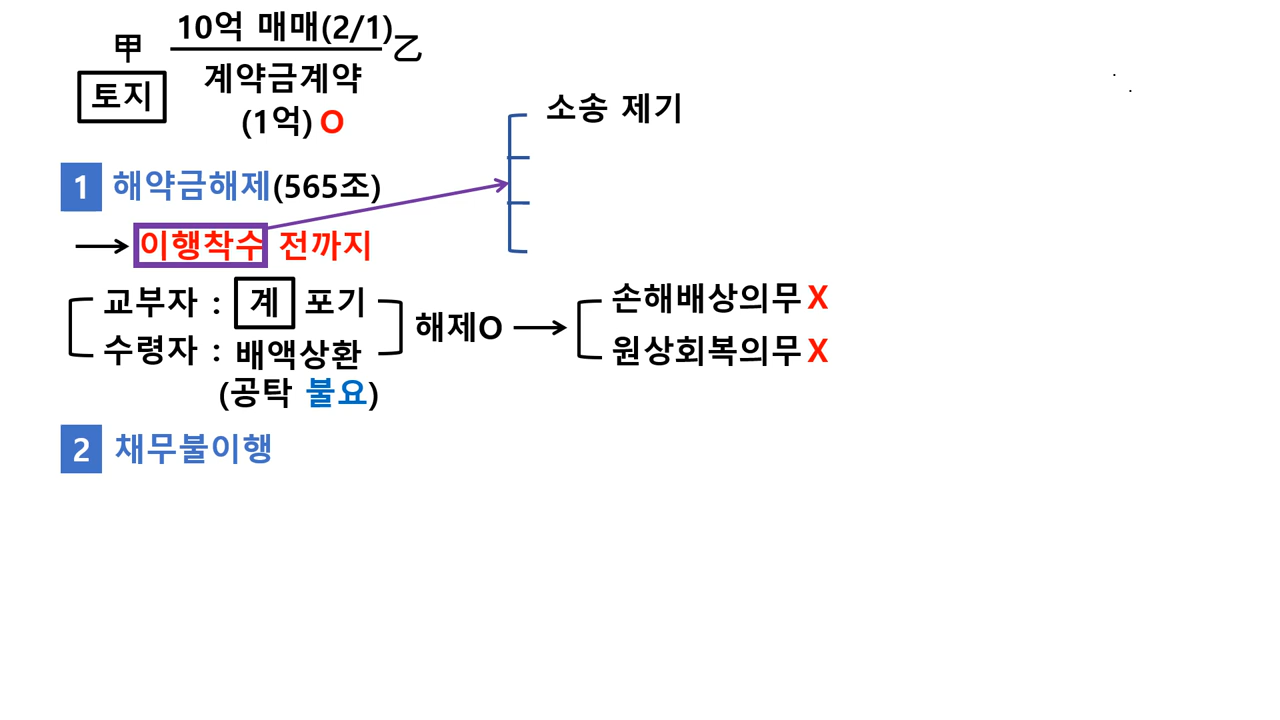 甲 10억 매매(2/1) 乙
토지 계약금계약
(1억) O
소송 제기
1 해약금해제(565조)
→ 이행착수 전까지
교부자 : 계 포기
수령자 : 배액상환
(공탁 불요)
해제O →
손해배상의무 X
원상회복의무 X
2 채무불이행